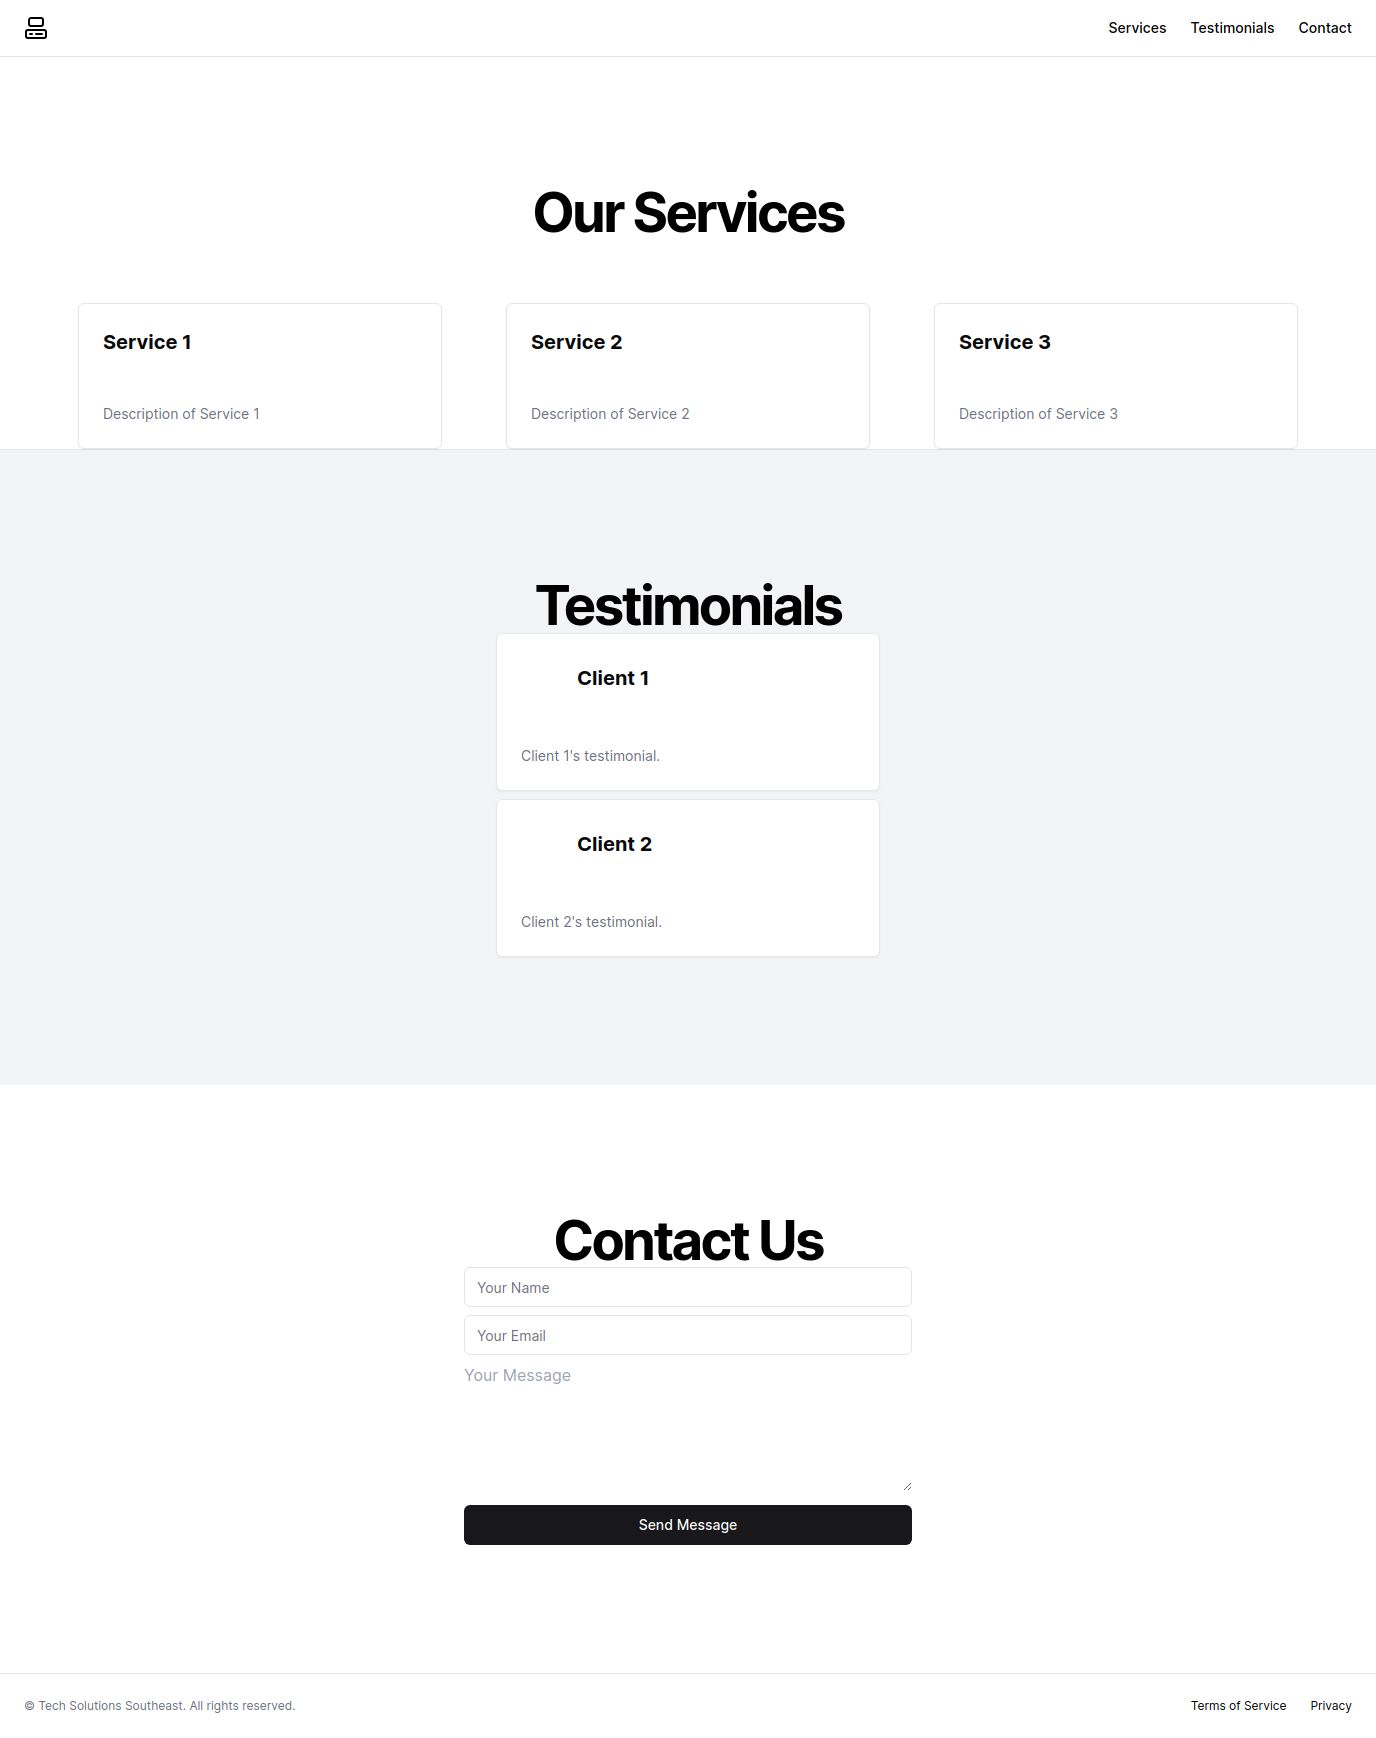 Services Testimonials Contact
Our Services
Service 1
Description of Service 1
Service 2
Description of Service 2
Service 3
Description of Service 3
Testimonials
Client 1
Client 1's testimonial.
Client 2
Client 2's testimonial.
Contact Us
Your Name
Your Email
Your Message
Send Message
© Tech Solutions Southeast. All rights reserved.
Terms of Service Privacy